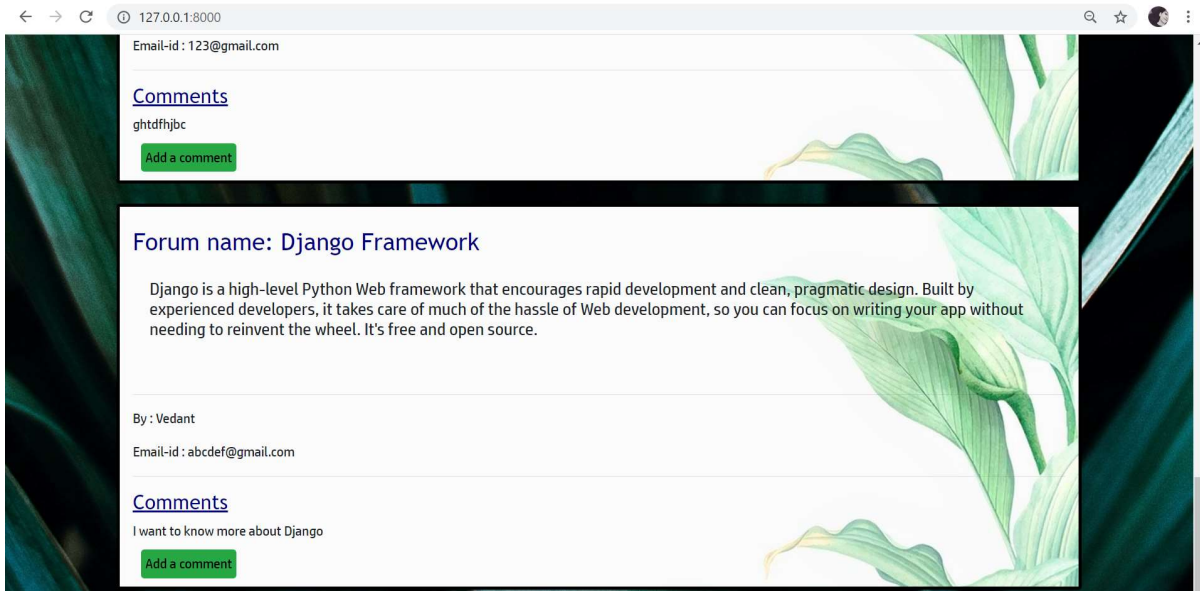 127.0.0.1:8000
Email-id : 123@gmail.com
Comments
ghtdfhjbc
Add a comment
Forum name: Django Framework
Django is a high-level Python Web framework that encourages rapid development and clean, pragmatic design. Built by
experienced developers, it takes care of much of the hassle of Web development, so you can focus on writing your app without
needing to reinvent the wheel. It's free and open source.
By : Vedant
Email-id : abcdef@gmail.com
Comments
I want to know more about Django
Add a comment